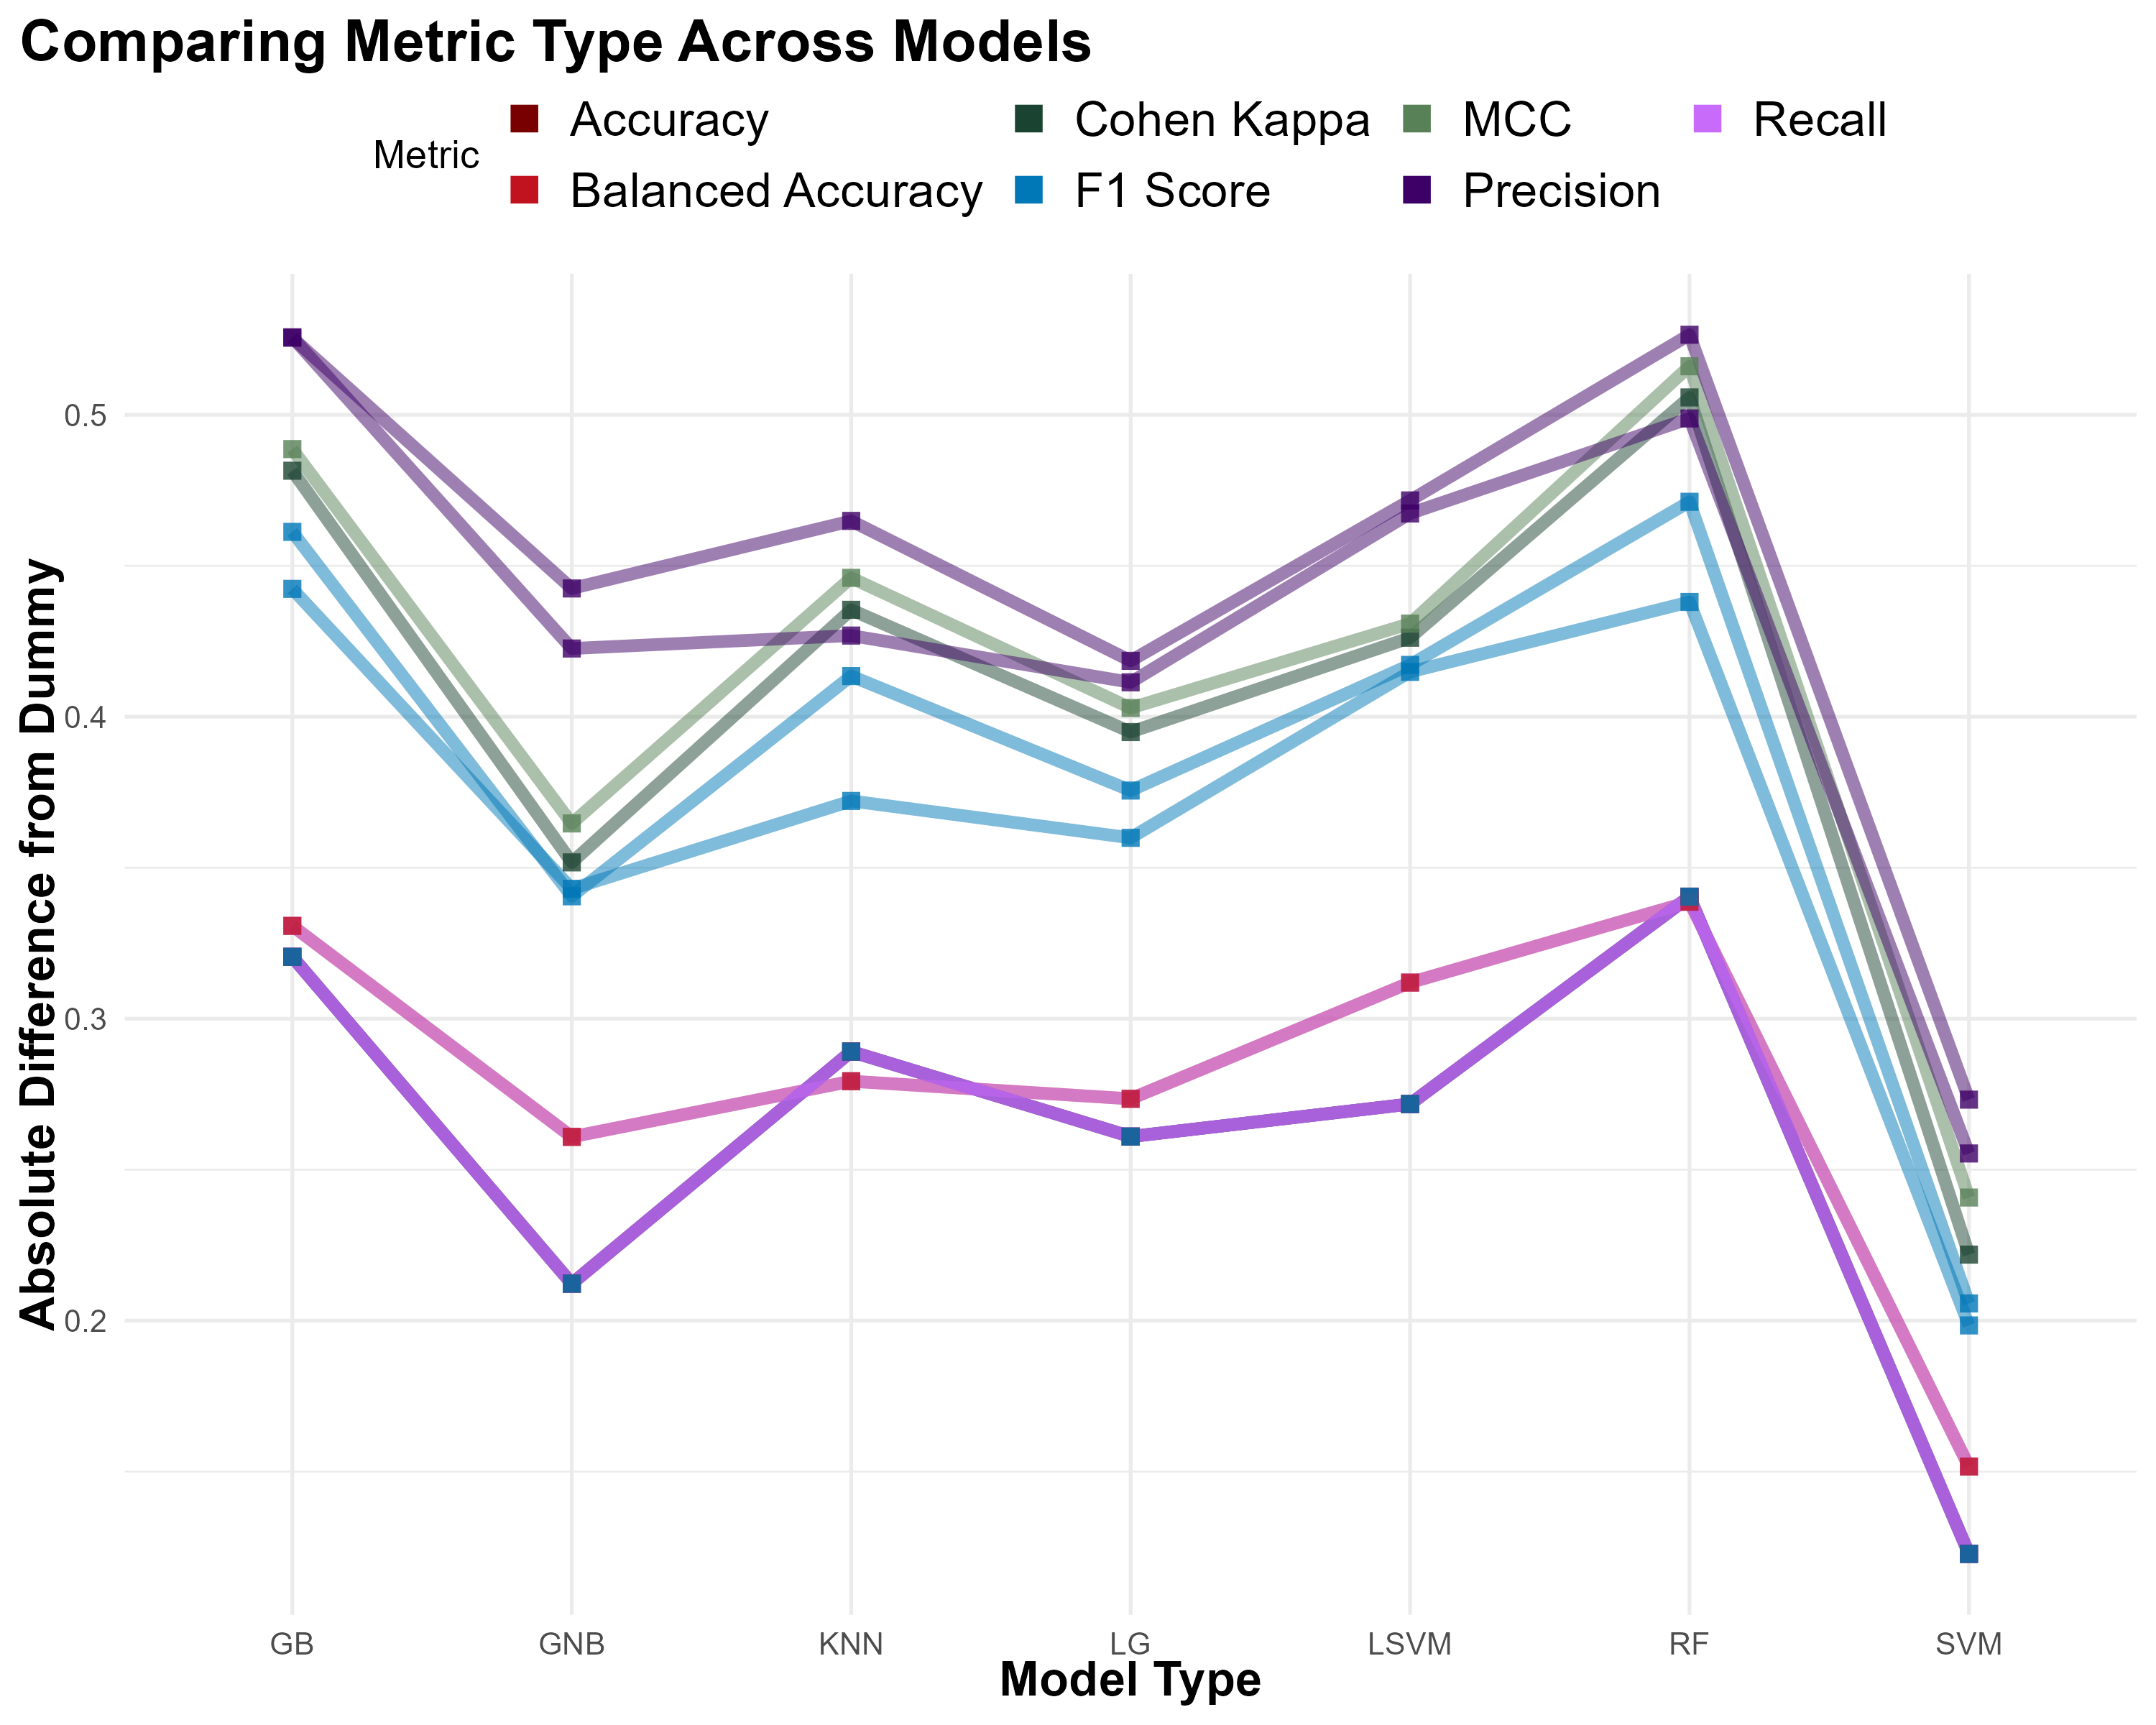 Comparing Metric Type Across Models
Metric
Accuracy
Cohen Kappa
MCC
Recall
Balanced Accuracy
F1 Score
Precision
Absolute Difference from Dummy
0.5
0.4
0.3
0.2
GB
GNB
KNN
LG
LSVM
RF
SVM
Model Type